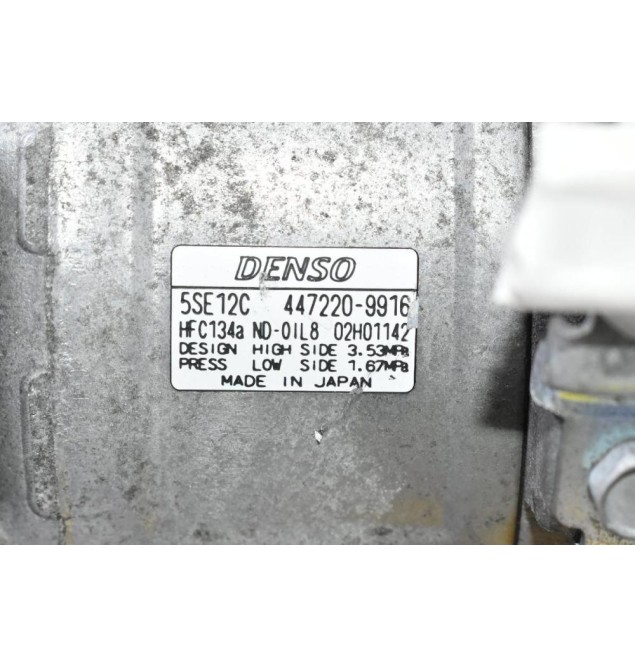 DENSO
5SE12C 447220-9916
HFC134a ND-OIL8 02H01142
DESIGN HIGH SIDE 3.53MPa
PRESS LOW SIDE 1.67MPa
MADE IN JAPAN